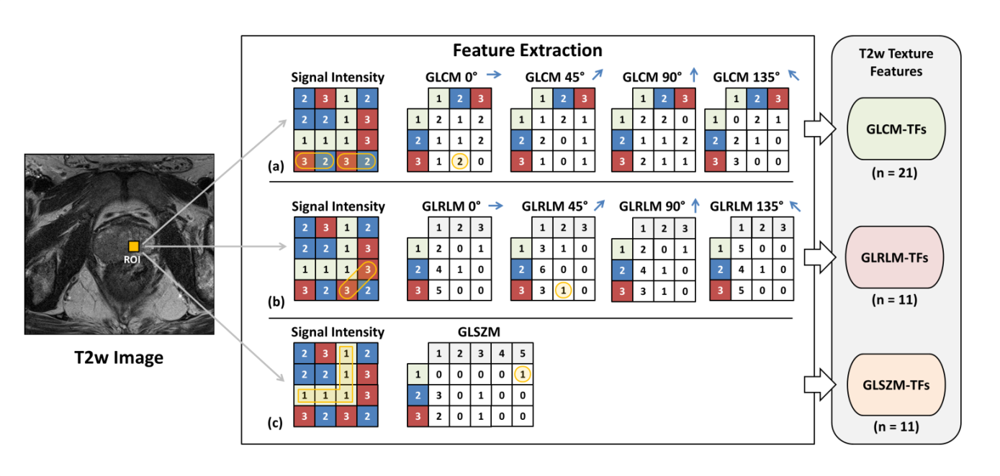 Feature Extraction
T2w Texture
Features
Signal Intensity
GLCM 0°
GLCM 45°
GLCM 90°
GLCM 135°
2 3 1 2
2 2 1 3
1 1 1 3
3 2 3 2
1 2 3
1 2 1 2
2 1 1 2
3 1 2 0
1 2 3
1 1 2 1
2 2 0 1
3 1 0 1
1 2 3
1 2 2 0
2 1 1 2
3 2 1 1
1 2 3
1 0 2 1
2 2 1 0
3 3 0 0
(a)
GLCM-TFs
(n = 21)
Signal Intensity
GLRLM 0°
GLRLM 45°
GLRLM 90°
GLRLM 135°
2 3 1 2
2 2 1 3
1 1 1 3
3 2 3 2
1 2 3
1 2 0 1
2 4 1 0
3 5 0 0
1 2 3
1 3 1 0
2 6 0 0
3 3 1 0
1 2 3
1 2 0 1
2 4 1 0
3 3 1 0
1 2 3
1 5 0 0
2 4 1 0
3 5 0 0
(b)
ROI
GLRLM-TFs
(n = 11)
Signal Intensity
GLSZM
2 3 1 2
2 2 1 3
1 1 1 3
3 2 3 2
1 2 3 4 5
1 0 0 0 0 1
2 3 0 1 0 0
3 2 0 1 0 0
(c)
T2w Image
GLSZM-TFs
(n = 11)